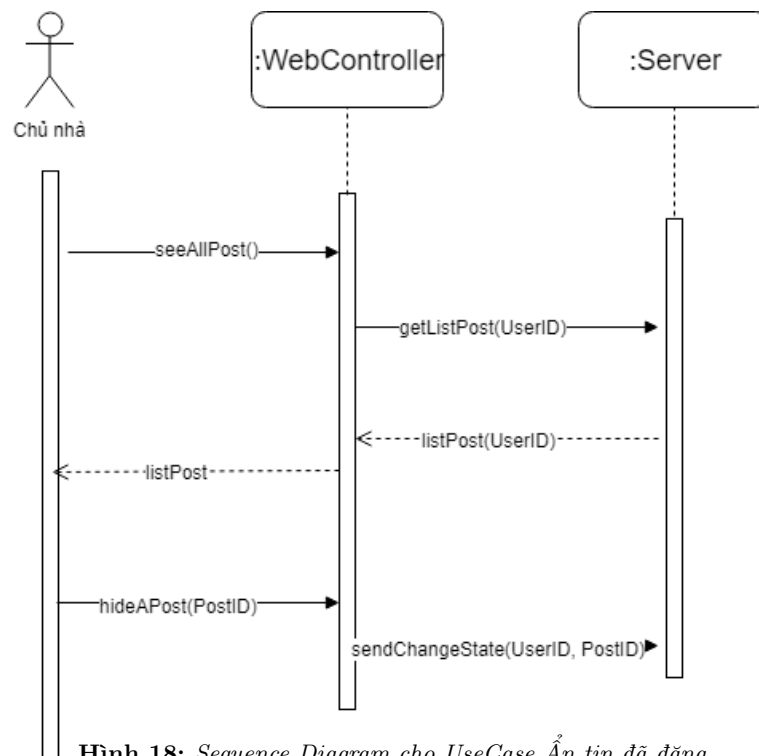 :WebController
:Server
Chủ nhà
seeAllPost()
getListPost(UserID)
listPost(UserID)
listPost
hideAPost(PostID)
sendChangeState(UserID, PostID)
Hình 18: Sequence Diagram cho UseCase Ẩn tin đã đăng